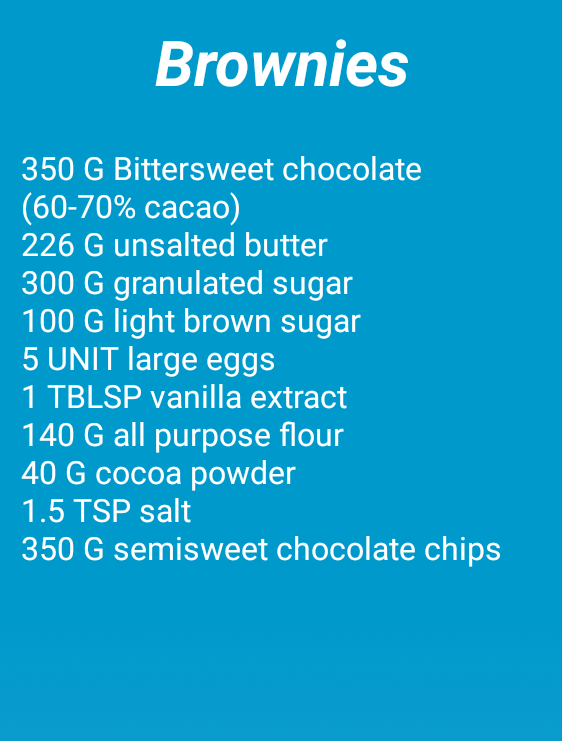 Brownies
350 G Bittersweet chocolate
(60-70% cacao)
226 G unsalted butter
300 G granulated sugar
100 G light brown sugar
5 UNIT large eggs
1 TBLSP vanilla extract
140 G all purpose flour
40 G cocoa powder
1.5 TSP salt
350 G semisweet chocolate chips